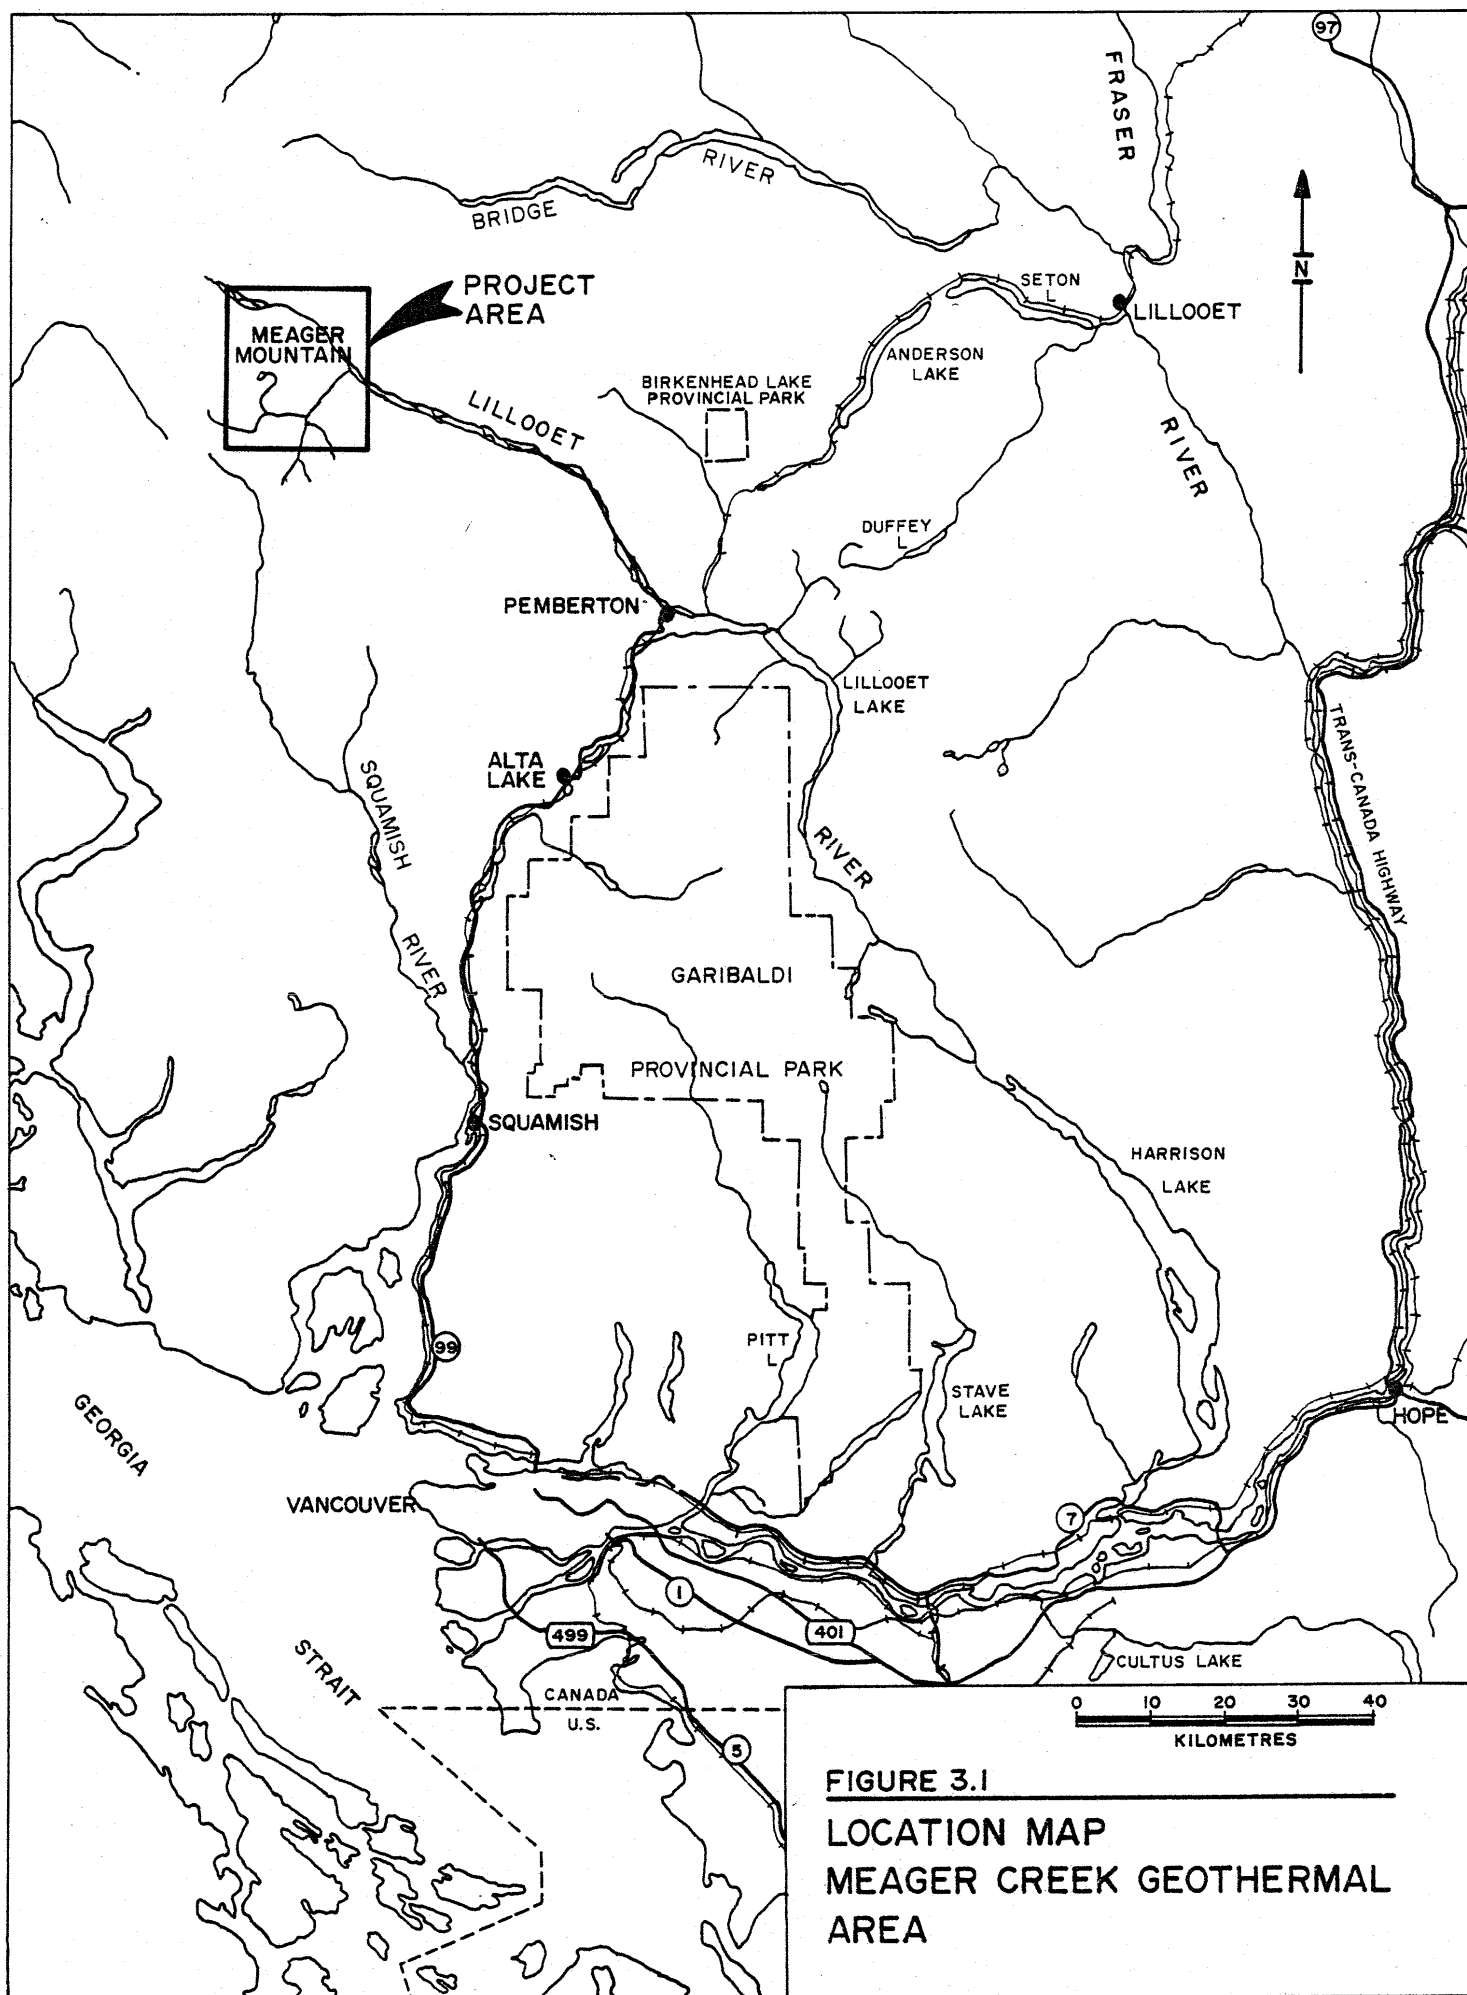 97
FRASER
RIVER
BRIDGE
PROJECT
AREA
SETON
L
N
LILLOOET
MEAGER
MOUNTAIN
ANDERSON
LAKE
BIRKENHEAD LAKE
PROVINCIAL PARK
LILLOOET
RIVER
DUFFEY
L
PEMBERTON
LILLOOET
LAKE
TRANS-CANADA HIGHWAY
ALTA
LAKE
SQUAMISH
RIVER
RIVER
GARIBALDI
PROVINCIAL PARK
SQUAMISH
HARRISON
LAKE
99
PITT
L
STAVE
LAKE
HOPE
GEORGIA
STRAIT
VANCOUVER
7
1
499
401
CULTUS LAKE
CANADA
U.S.
5
0 10 20 30 40
KILOMETRES
FIGURE 3.1
LOCATION MAP
MEAGER CREEK GEOTHERMAL
AREA